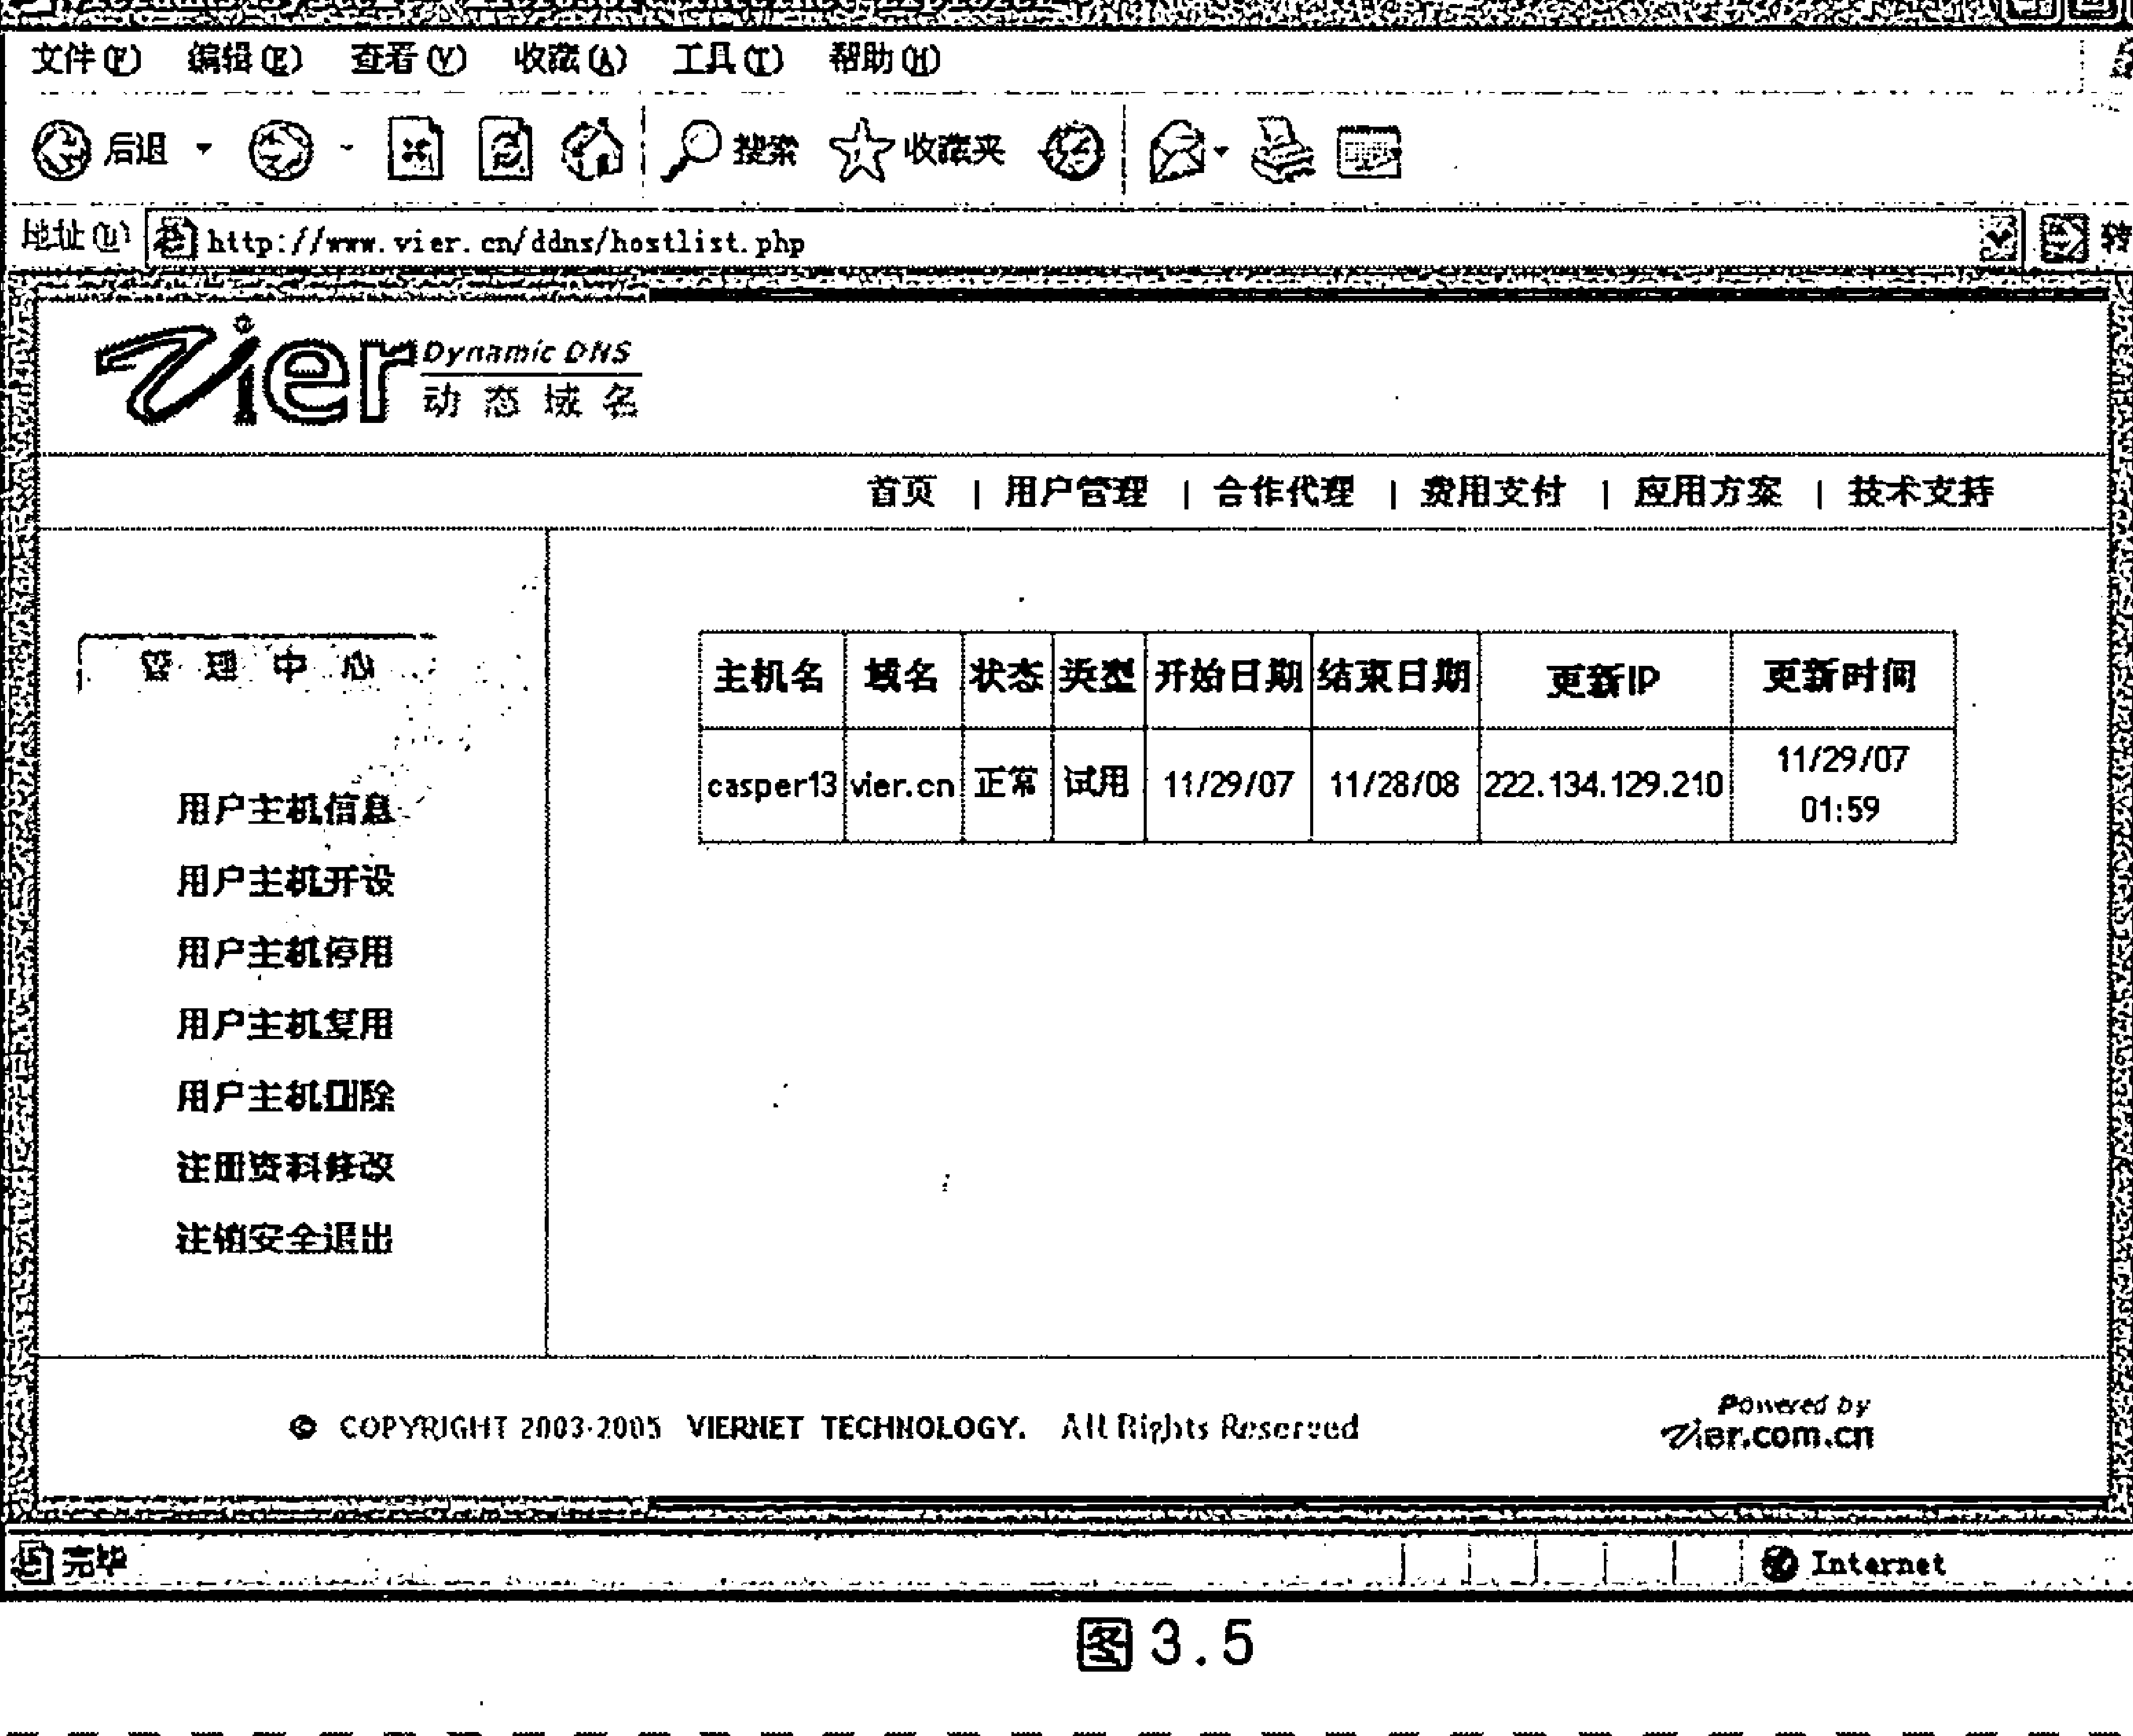 文件(F) 编辑(E) 查看(V) 收藏(A) 工具(T) 帮助(H)
后退 搜索 收藏夹
地址(D) http://www.vier.cn/ddns/hostlist.php
vier Dynamic DNS
动态域名
首页 | 用户管理 | 合作代理 | 费用支付 | 应用方案 | 技术支持
管理中心
用户主机信息
用户主机开设
用户主机停用
用户主机复用
用户主机删除
注册资料修改
注销安全退出
主机名 域名 状态 类型 开始日期 结束日期 更新IP 更新时间
casper13 vier.cn 正常 试用 11/29/07 11/28/08 222.134.129.210 11/29/07 01:59
© COPYRIGHT 2003-2005 VIERNET TECHNOLOGY. All Rights Reserved
Powered by
vier.com.cn
完毕 Internet
图3.5